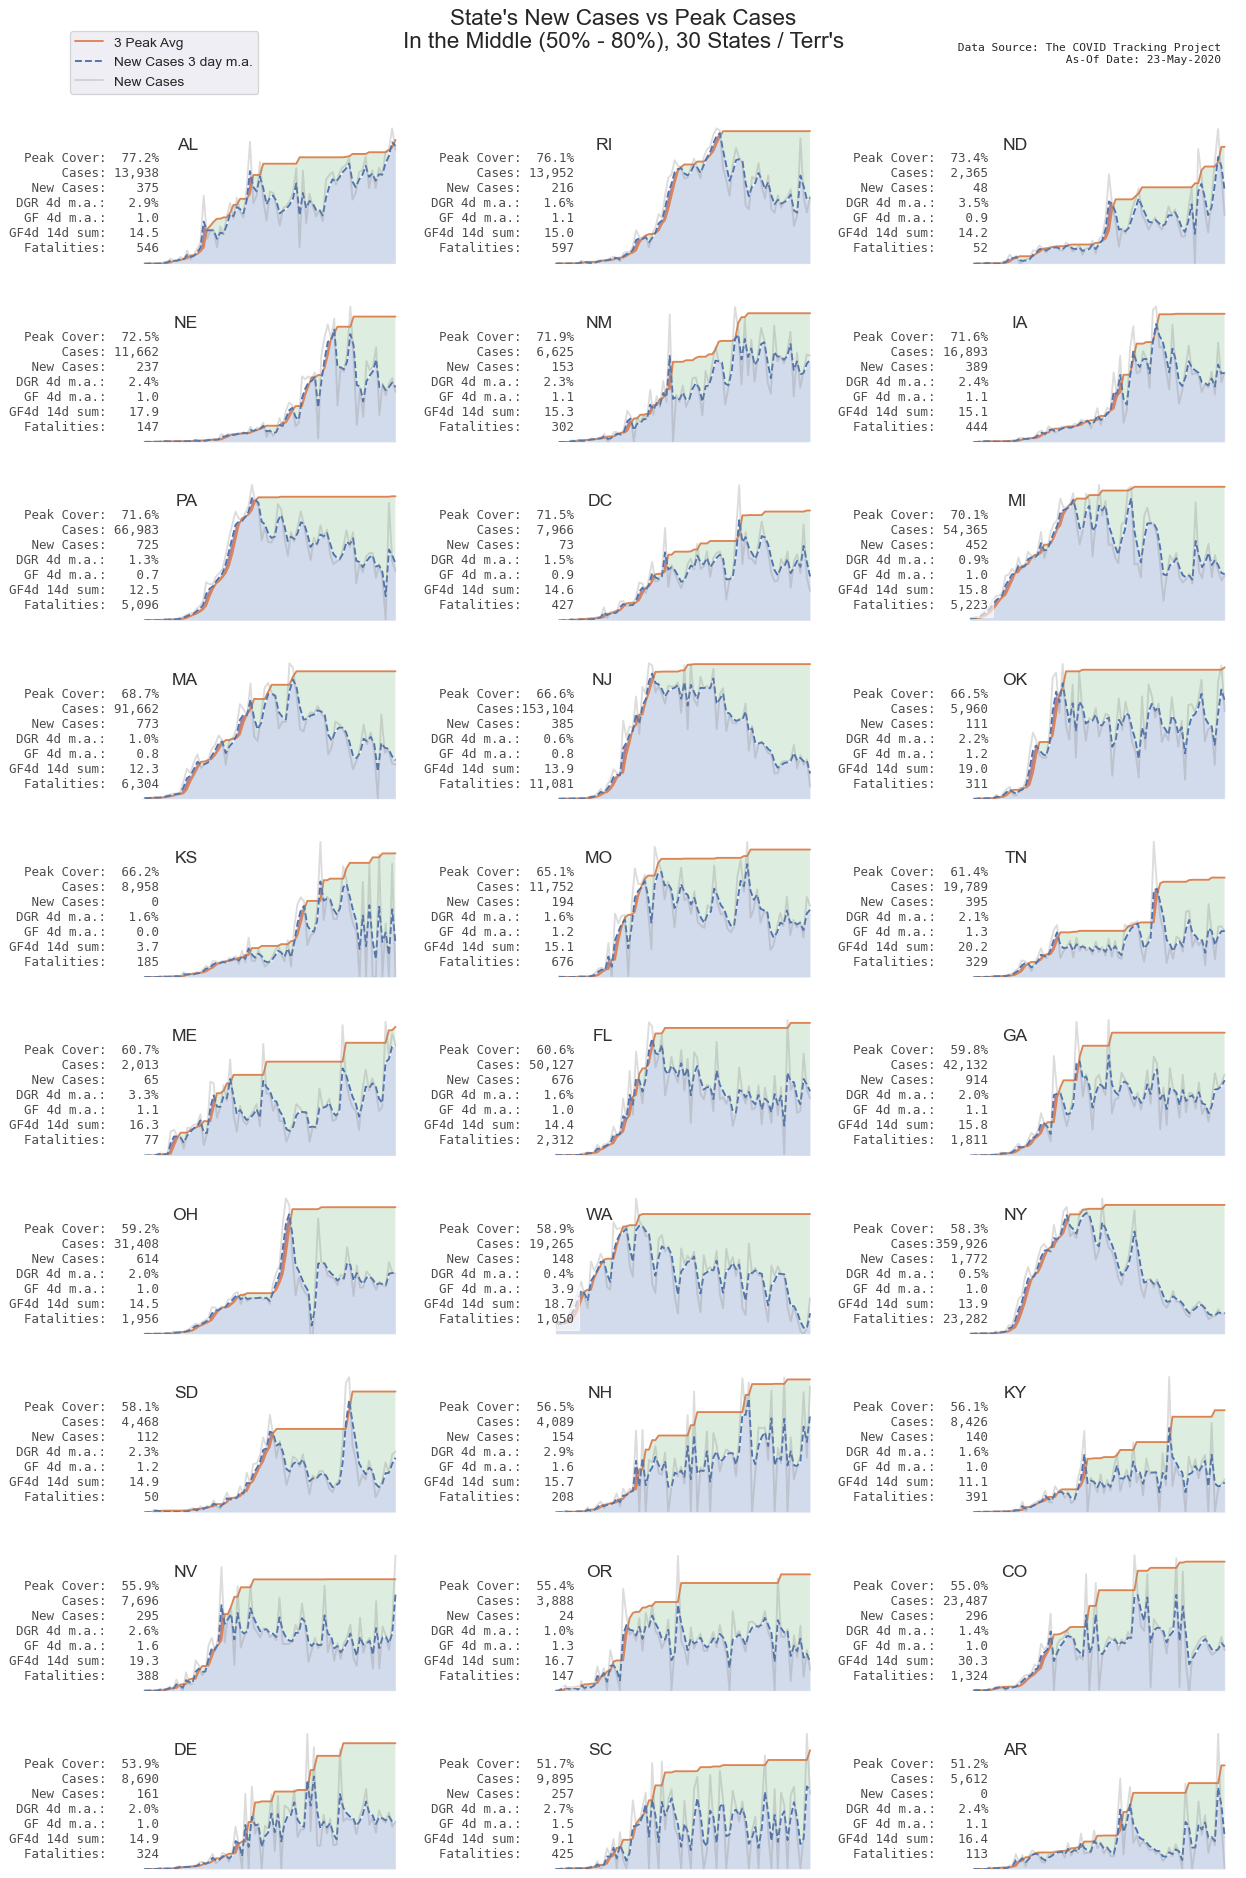 State's New Cases vs Peak Cases
In the Middle (50% - 80%), 30 States / Terr's
3 Peak Avg
New Cases 3 day m.a.
New Cases
Data Source: The COVID Tracking Project
As-Of Date: 23-May-2020
AL
Peak Cover: 77.2%
Cases: 13,938
New Cases: 375
DGR 4d m.a.: 2.9%
GF 4d m.a.: 1.0
GF4d 14d sum: 14.5
Fatalities: 546
RI
Peak Cover: 76.1%
Cases: 13,952
New Cases: 216
DGR 4d m.a.: 1.6%
GF 4d m.a.: 1.1
GF4d 14d sum: 15.0
Fatalities: 597
ND
Peak Cover: 73.4%
Cases: 2,365
New Cases: 48
DGR 4d m.a.: 3.5%
GF 4d m.a.: 0.9
GF4d 14d sum: 14.2
Fatalities: 52
NE
Peak Cover: 72.5%
Cases: 11,662
New Cases: 237
DGR 4d m.a.: 2.4%
GF 4d m.a.: 1.0
GF4d 14d sum: 17.9
Fatalities: 147
NM
Peak Cover: 71.9%
Cases: 6,625
New Cases: 153
DGR 4d m.a.: 2.3%
GF 4d m.a.: 1.1
GF4d 14d sum: 15.3
Fatalities: 302
IA
Peak Cover: 71.6%
Cases: 16,893
New Cases: 389
DGR 4d m.a.: 2.4%
GF 4d m.a.: 1.1
GF4d 14d sum: 15.1
Fatalities: 444
PA
Peak Cover: 71.6%
Cases: 66,983
New Cases: 725
DGR 4d m.a.: 1.3%
GF 4d m.a.: 0.7
GF4d 14d sum: 12.5
Fatalities: 5,096
DC
Peak Cover: 71.5%
Cases: 7,966
New Cases: 73
DGR 4d m.a.: 1.5%
GF 4d m.a.: 0.9
GF4d 14d sum: 14.6
Fatalities: 427
MI
Peak Cover: 70.1%
Cases: 54,365
New Cases: 452
DGR 4d m.a.: 0.9%
GF 4d m.a.: 1.0
GF4d 14d sum: 15.8
Fatalities: 5,223
MA
Peak Cover: 68.7%
Cases: 91,662
New Cases: 773
DGR 4d m.a.: 1.0%
GF 4d m.a.: 0.8
GF4d 14d sum: 12.3
Fatalities: 6,304
NJ
Peak Cover: 66.6%
Cases:153,104
New Cases: 385
DGR 4d m.a.: 0.6%
GF 4d m.a.: 0.8
GF4d 14d sum: 13.9
Fatalities: 11,081
OK
Peak Cover: 66.5%
Cases: 5,960
New Cases: 111
DGR 4d m.a.: 2.2%
GF 4d m.a.: 1.2
GF4d 14d sum: 19.0
Fatalities: 311
KS
Peak Cover: 66.2%
Cases: 8,958
New Cases: 0
DGR 4d m.a.: 1.6%
GF 4d m.a.: 0.0
GF4d 14d sum: 3.7
Fatalities: 185
MO
Peak Cover: 65.1%
Cases: 11,752
New Cases: 194
DGR 4d m.a.: 1.6%
GF 4d m.a.: 1.2
GF4d 14d sum: 15.1
Fatalities: 676
TN
Peak Cover: 61.4%
Cases: 19,789
New Cases: 395
DGR 4d m.a.: 2.1%
GF 4d m.a.: 1.3
GF4d 14d sum: 20.2
Fatalities: 329
ME
Peak Cover: 60.7%
Cases: 2,013
New Cases: 65
DGR 4d m.a.: 3.3%
GF 4d m.a.: 1.1
GF4d 14d sum: 16.3
Fatalities: 77
FL
Peak Cover: 60.6%
Cases: 50,127
New Cases: 676
DGR 4d m.a.: 1.6%
GF 4d m.a.: 1.0
GF4d 14d sum: 14.4
Fatalities: 2,312
GA
Peak Cover: 59.8%
Cases: 42,132
New Cases: 914
DGR 4d m.a.: 2.0%
GF 4d m.a.: 1.1
GF4d 14d sum: 15.8
Fatalities: 1,811
OH
Peak Cover: 59.2%
Cases: 31,408
New Cases: 614
DGR 4d m.a.: 2.0%
GF 4d m.a.: 1.0
GF4d 14d sum: 14.5
Fatalities: 1,956
WA
Peak Cover: 58.9%
Cases: 19,265
New Cases: 148
DGR 4d m.a.: 0.4%
GF 4d m.a.: 3.9
GF4d 14d sum: 18.7
Fatalities: 1,050
NY
Peak Cover: 58.3%
Cases:359,926
New Cases: 1,772
DGR 4d m.a.: 0.5%
GF 4d m.a.: 1.0
GF4d 14d sum: 13.9
Fatalities: 23,282
SD
Peak Cover: 58.1%
Cases: 4,468
New Cases: 112
DGR 4d m.a.: 2.3%
GF 4d m.a.: 1.2
GF4d 14d sum: 14.9
Fatalities: 50
NH
Peak Cover: 56.5%
Cases: 4,089
New Cases: 154
DGR 4d m.a.: 2.9%
GF 4d m.a.: 1.6
GF4d 14d sum: 15.7
Fatalities: 208
KY
Peak Cover: 56.1%
Cases: 8,426
New Cases: 140
DGR 4d m.a.: 1.6%
GF 4d m.a.: 1.0
GF4d 14d sum: 11.1
Fatalities: 391
NV
Peak Cover: 55.9%
Cases: 7,696
New Cases: 295
DGR 4d m.a.: 2.6%
GF 4d m.a.: 1.6
GF4d 14d sum: 19.3
Fatalities: 388
OR
Peak Cover: 55.4%
Cases: 3,888
New Cases: 24
DGR 4d m.a.: 1.0%
GF 4d m.a.: 1.3
GF4d 14d sum: 16.7
Fatalities: 147
CO
Peak Cover: 55.0%
Cases: 23,487
New Cases: 296
DGR 4d m.a.: 1.4%
GF 4d m.a.: 1.0
GF4d 14d sum: 30.3
Fatalities: 1,324
DE
Peak Cover: 53.9%
Cases: 8,690
New Cases: 161
DGR 4d m.a.: 2.0%
GF 4d m.a.: 1.0
GF4d 14d sum: 14.9
Fatalities: 324
SC
Peak Cover: 51.7%
Cases: 9,895
New Cases: 257
DGR 4d m.a.: 2.7%
GF 4d m.a.: 1.5
GF4d 14d sum: 9.1
Fatalities: 425
AR
Peak Cover: 51.2%
Cases: 5,612
New Cases: 0
DGR 4d m.a.: 2.4%
GF 4d m.a.: 1.1
GF4d 14d sum: 16.4
Fatalities: 113